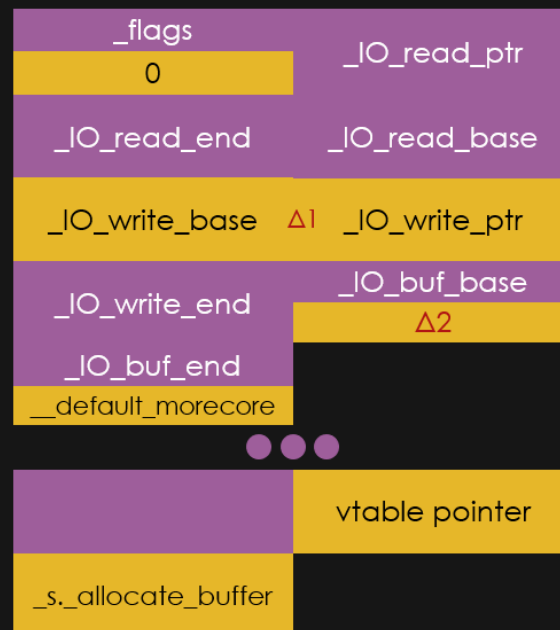 _flags
_IO_read_ptr
0
_IO_read_end
_IO_read_base
_IO_write_base Δ1 _IO_write_ptr
_IO_write_end
_IO_buf_base
Δ2
_IO_buf_end
__default_morecore
vtable pointer
_s._allocate_buffer